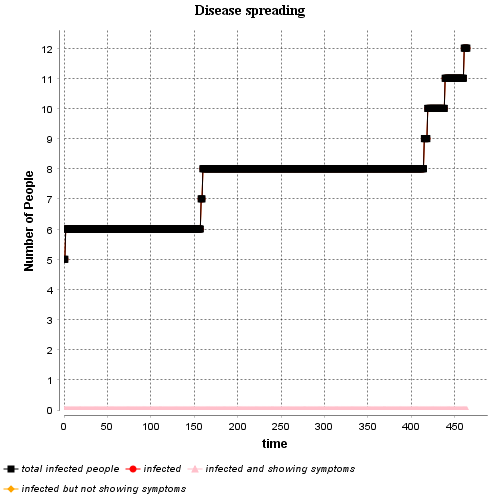 Disease spreading
Number of People
12
11
10
9
8
7
6
5
4
3
2
1
0
0 50 100 150 200 250 300 350 400 450
time
total infected people infected infected and showing symptoms
infected but not showing symptoms